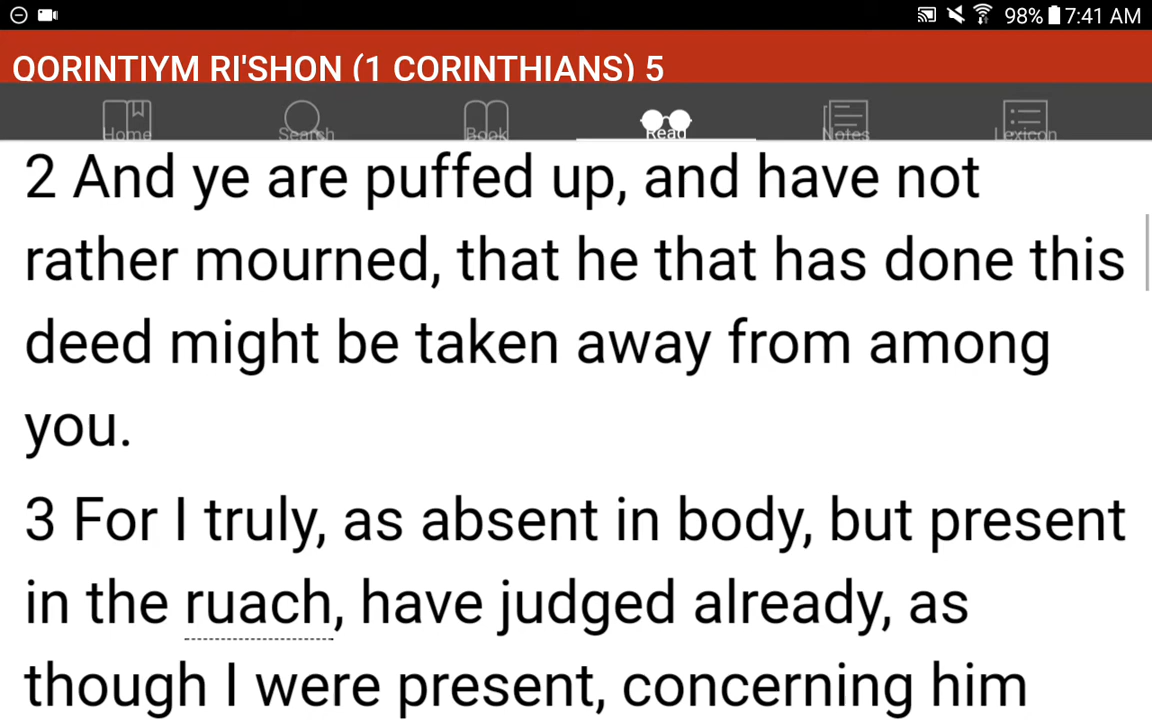 98% 7:41 AM
QORINTIYM RI'SHON (1 CORINTHIANS) 5
Home Search Book Read Notes Lexicon
2 And ye are puffed up, and have not
rather mourned, that he that has done this
deed might be taken away from among
you.
3 For I truly, as absent in body, but present
in the ruach, have judged already, as
though I were present, concerning him